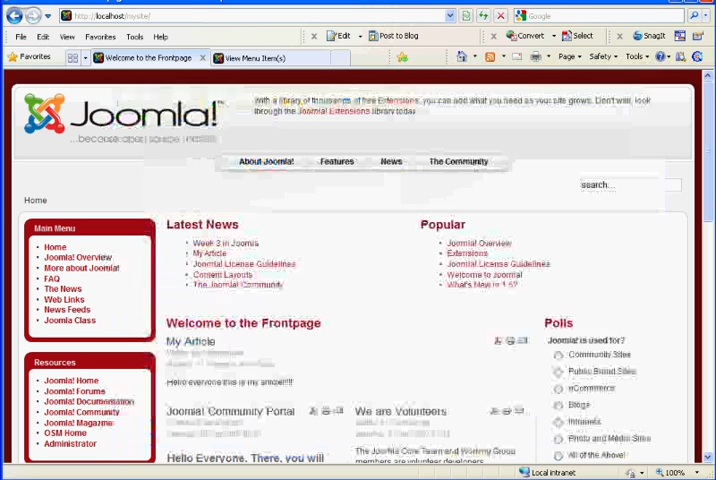 http://localhost/mysite/
Google
File Edit View Favorites Tools Help
Edit Post to Blog
Convert Select
SnagIt
Favorites
Welcome to the Frontpage
View Menu Item(s)
Page Safety Tools
Joomla!
...because open source matters
With a library of thousands of free Extensions, you can add what you need as your site grows. Don't wait, look
through the Joomla! Extensions library today.
About Joomla! Features News The Community
search...
Home
Main Menu
Home
Joomla! Overview
More about Joomla!
FAQ
The News
Web Links
News Feeds
Joomla Class
Resources
Joomla! Home
Joomla! Forums
Joomla! Documentation
Joomla! Community
Joomla! Magazine
OSM Home
Administrator
Latest News
Week 3 in Joomla
My Article
Joomla! License Guidelines
Content Layouts
The Joomla! Community
Popular
Joomla! Overview
Extensions
Joomla! License Guidelines
Welcome to Joomla!
What's New in 1.5?
Welcome to the Frontpage
My Article
Hello everyone this is my article!!!!
Joomla! Community Portal
Hello Everyone. There, you will
We are Volunteers
The Joomla Core Team and Working Group
members are volunteer developers,
Polls
Joomla! is used for?
Community Sites
Public Brand Sites
eCommerce
Blogs
Intranets
Photo and Media Sites
All of the Above!
Local intranet
100%